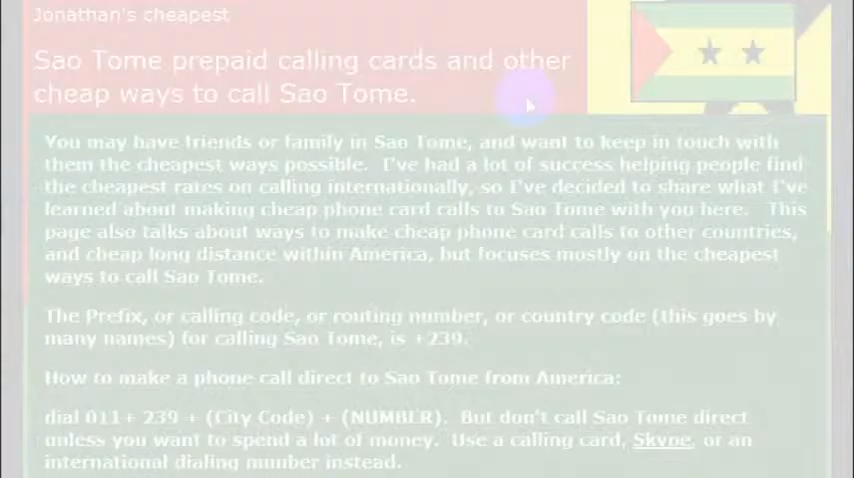 Jonathan's cheapest
Sao Tome prepaid calling cards and other
cheap ways to call Sao Tome.
You may have friends or family in Sao Tome, and want to keep in touch with
them the cheapest ways possible. I've had a lot of success helping people find
the cheapest rates on calling internationally, so I've decided to share what I've
learned about making cheap phone card calls to Sao Tome with you here. This
page also talks about ways to make cheap phone card calls to other countries,
and cheap long distance within America, but focuses mostly on the cheapest
ways to call Sao Tome.
The Prefix, or calling code, or routing number, or country code (this goes by
many names) for calling Sao Tome, is +239.
How to make a phone call direct to Sao Tome from America:
dial 011+ 239 + (City Code) + (NUMBER). But don't call Sao Tome direct
unless you want to spend a lot of money. Use a calling card, Skype, or an
international dialing number instead.